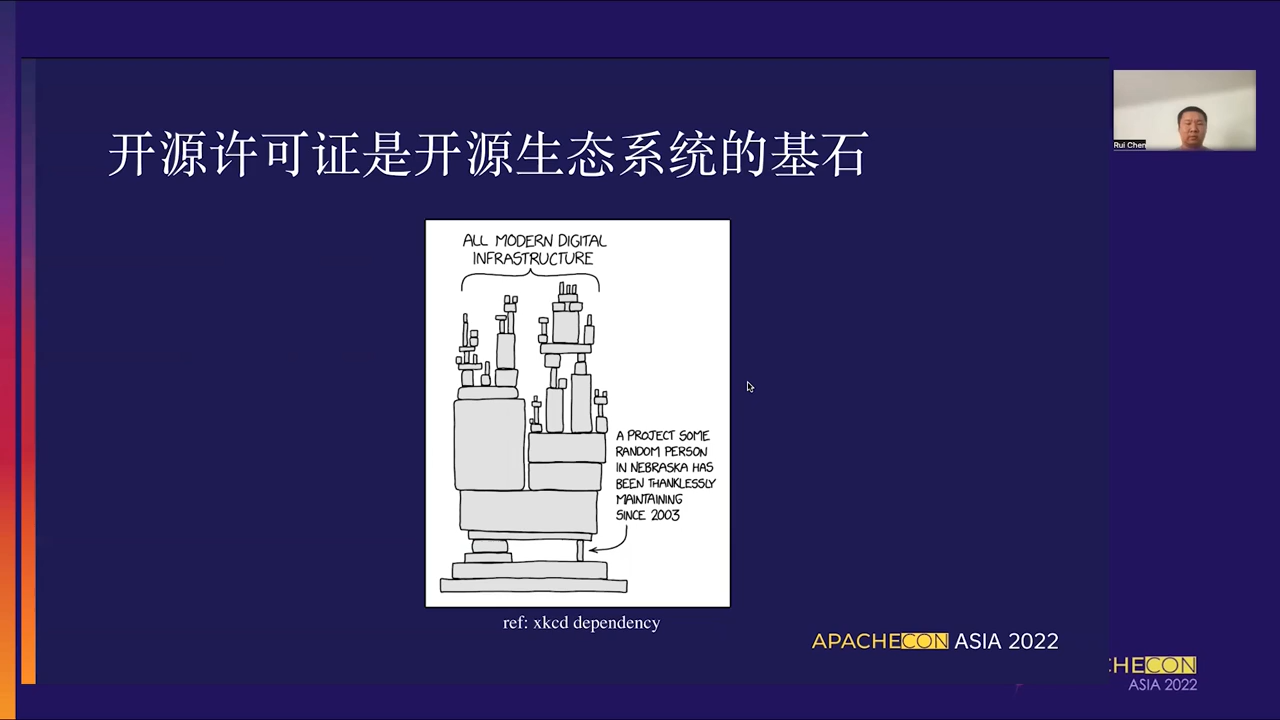 开源许可证是开源生态系统的基石
ALL MODERN DIGITAL
INFRASTRUCTURE
A PROJECT SOME
RANDOM PERSON
IN NEBRASKA HAS
BEEN THANKLESSLY
MAINTAINING
SINCE 2003
ref: xkcd dependency
APACHECON ASIA 2022
Rui Chen
HECON
ASIA 2022